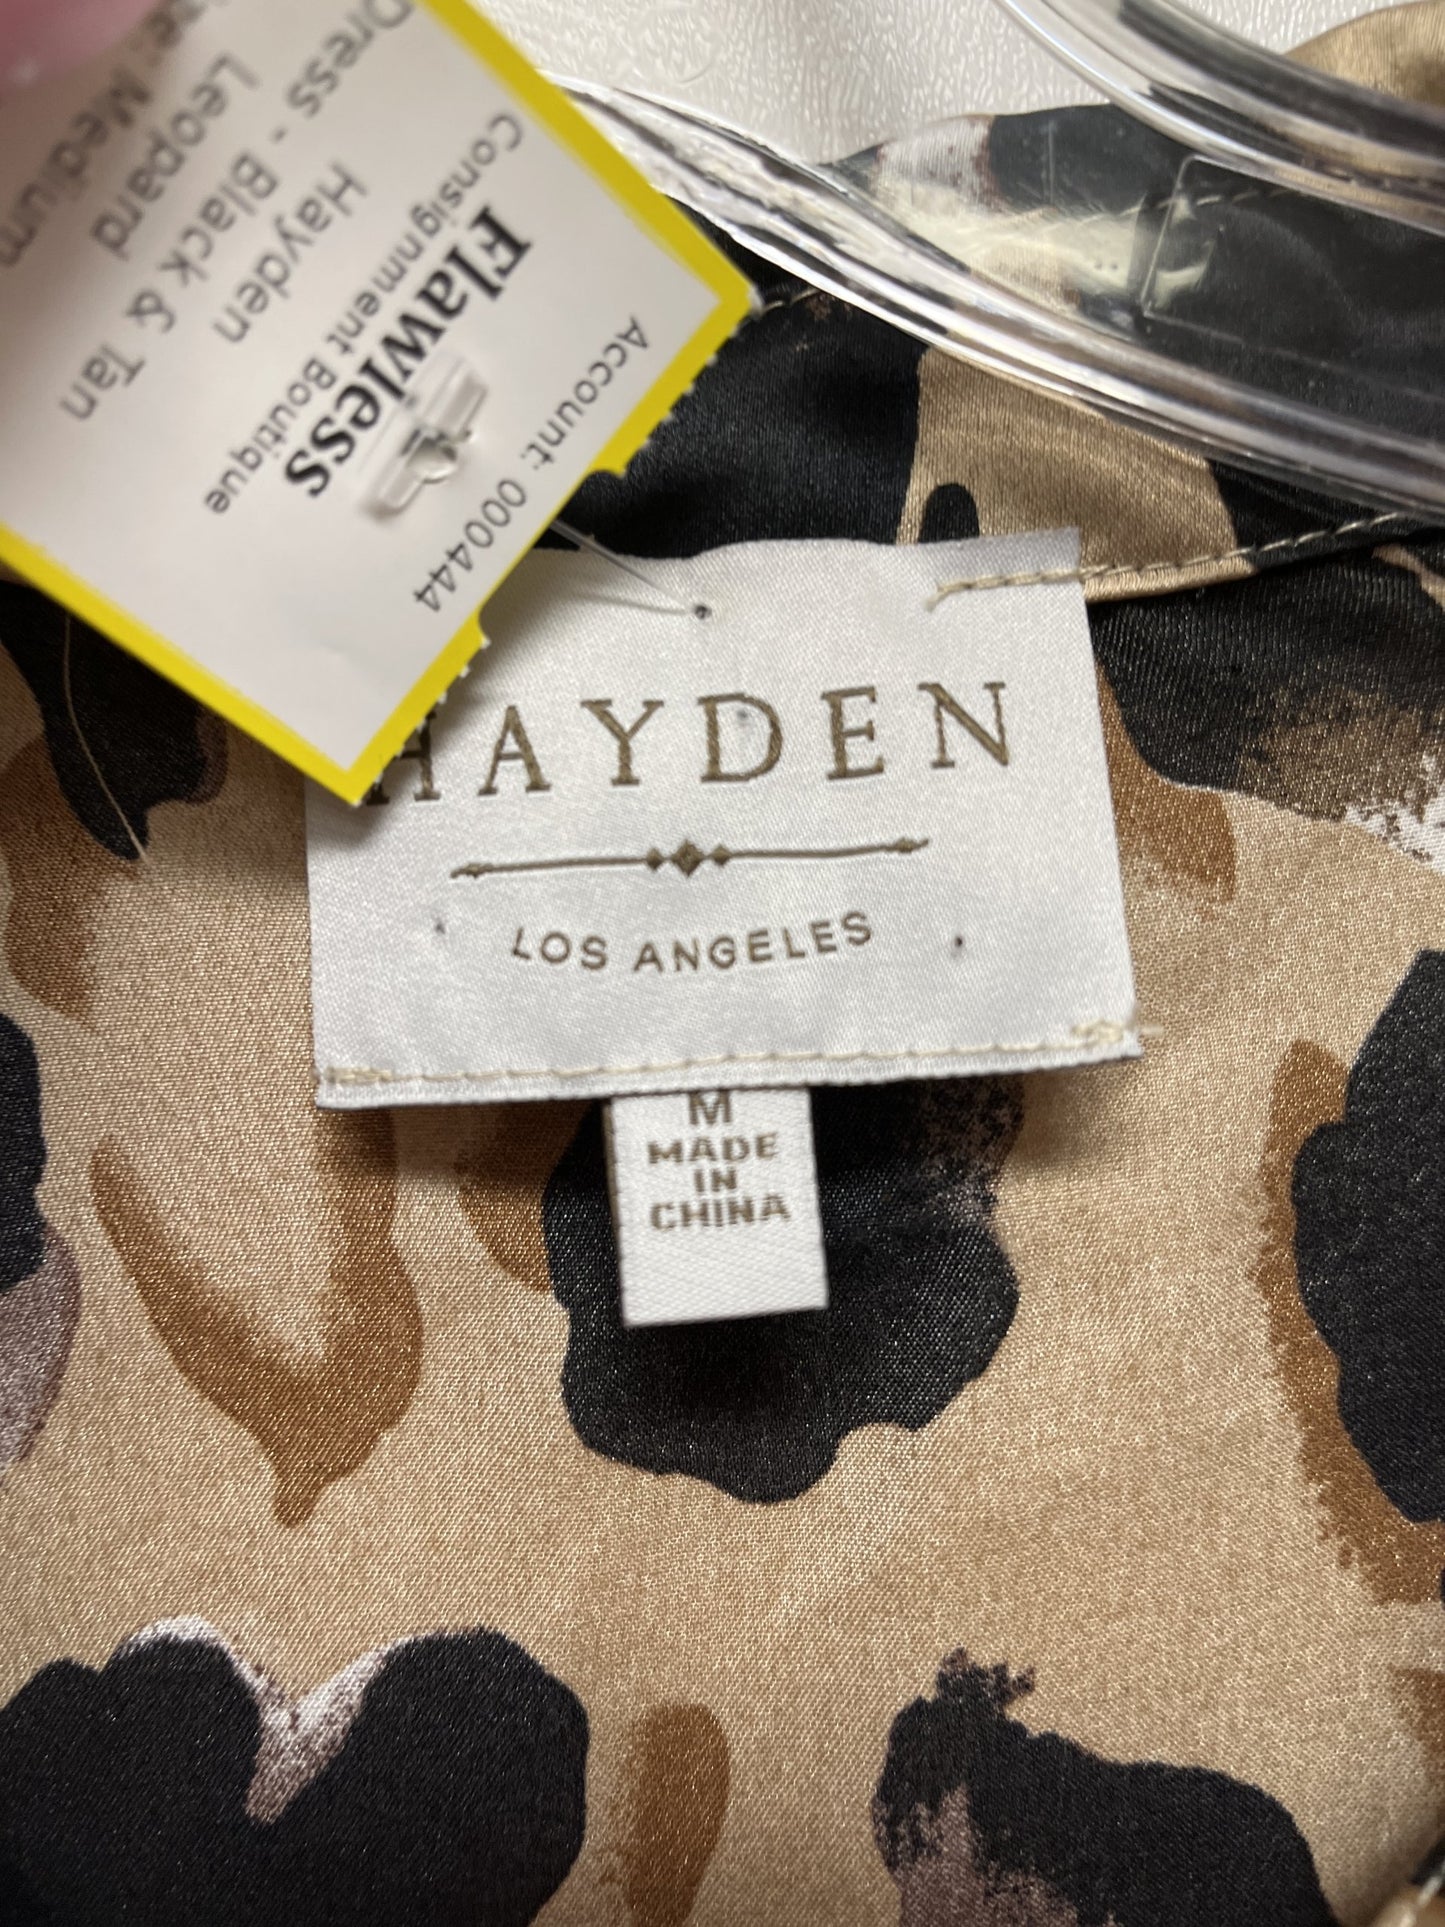 Account: 000444
Flawless
Consignment Boutique
Hayden
Dress - Black & Tan
Leopard
Medium
HAYDEN
LOS ANGELES
M
MADE
IN
CHINA